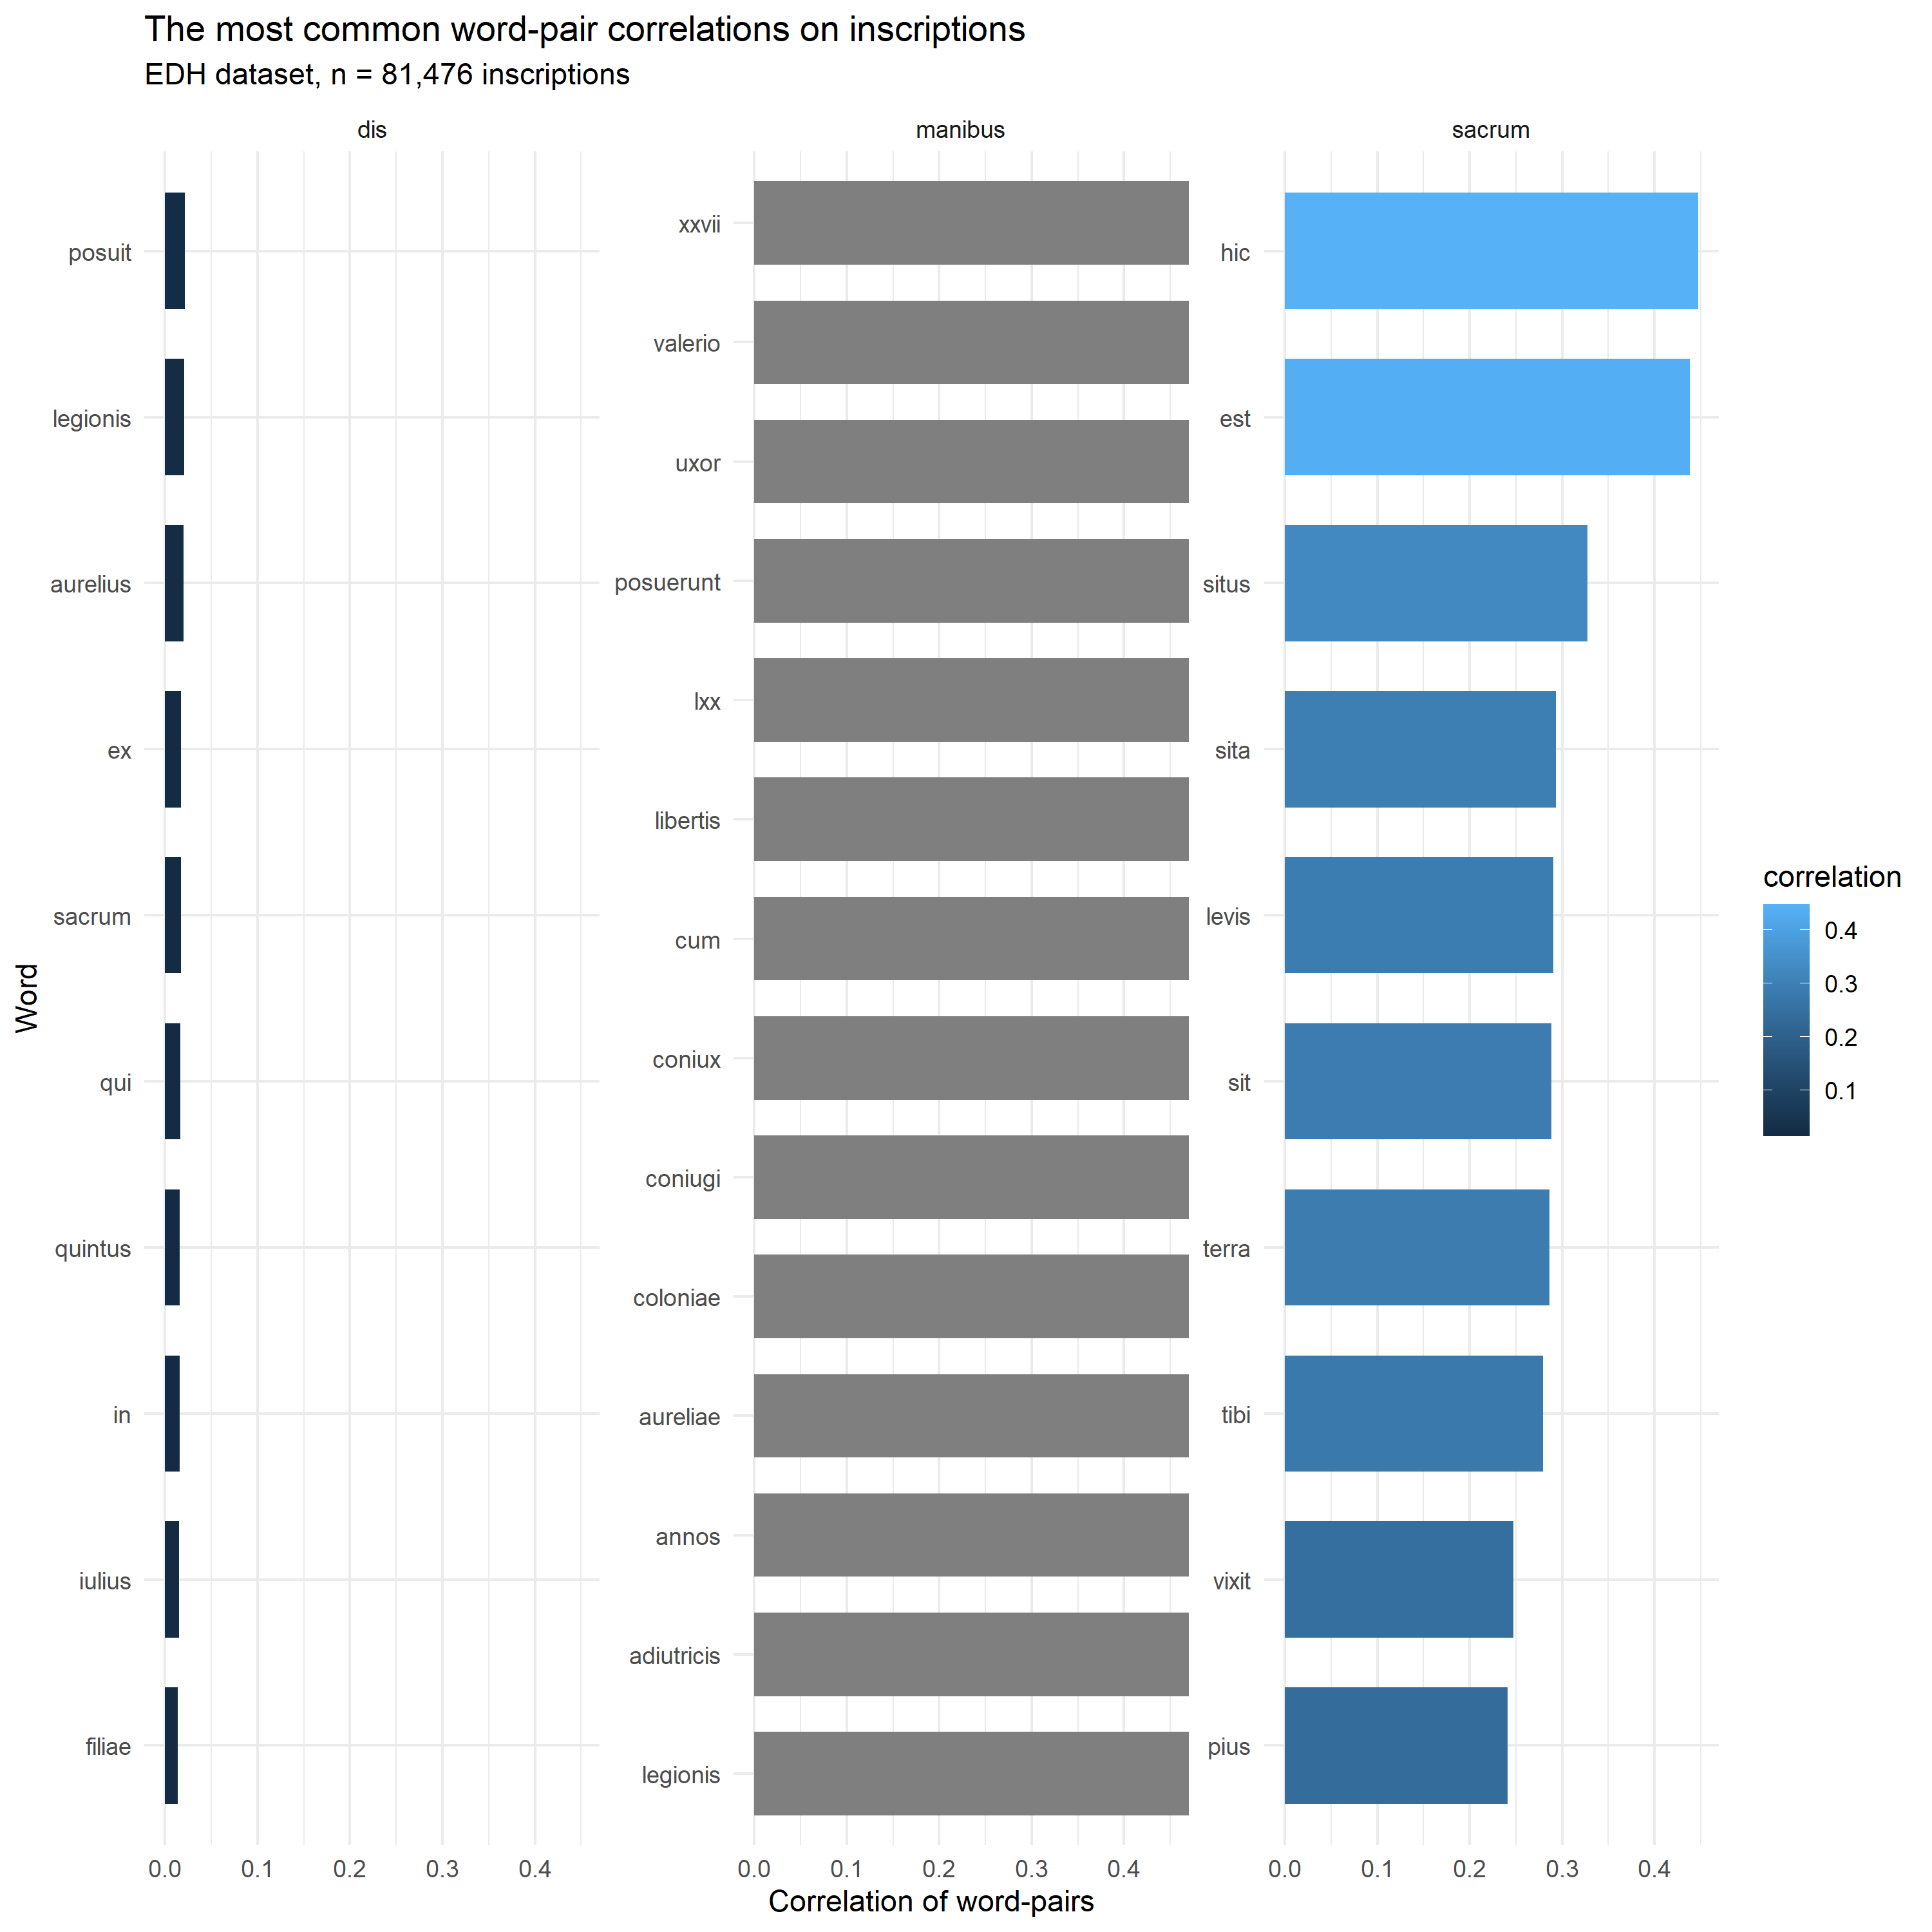 The most common word-pair correlations on inscriptions
EDH dataset, n = 81,476 inscriptions
dis
manibus
sacrum
Word
posuit
legionis
aurelius
ex
sacrum
qui
quintus
in
iulius
filiae
0.0 0.1 0.2 0.3 0.4
xxvii
valerio
uxor
posuerunt
lxx
libertis
cum
coniux
coniugi
coloniae
aureliae
annos
adiutricis
legionis
0.0 0.1 0.2 0.3 0.4
hic
est
situs
sita
levis
sit
terra
tibi
vixit
pius
0.0 0.1 0.2 0.3 0.4
Correlation of word-pairs
correlation
0.4
0.3
0.2
0.1